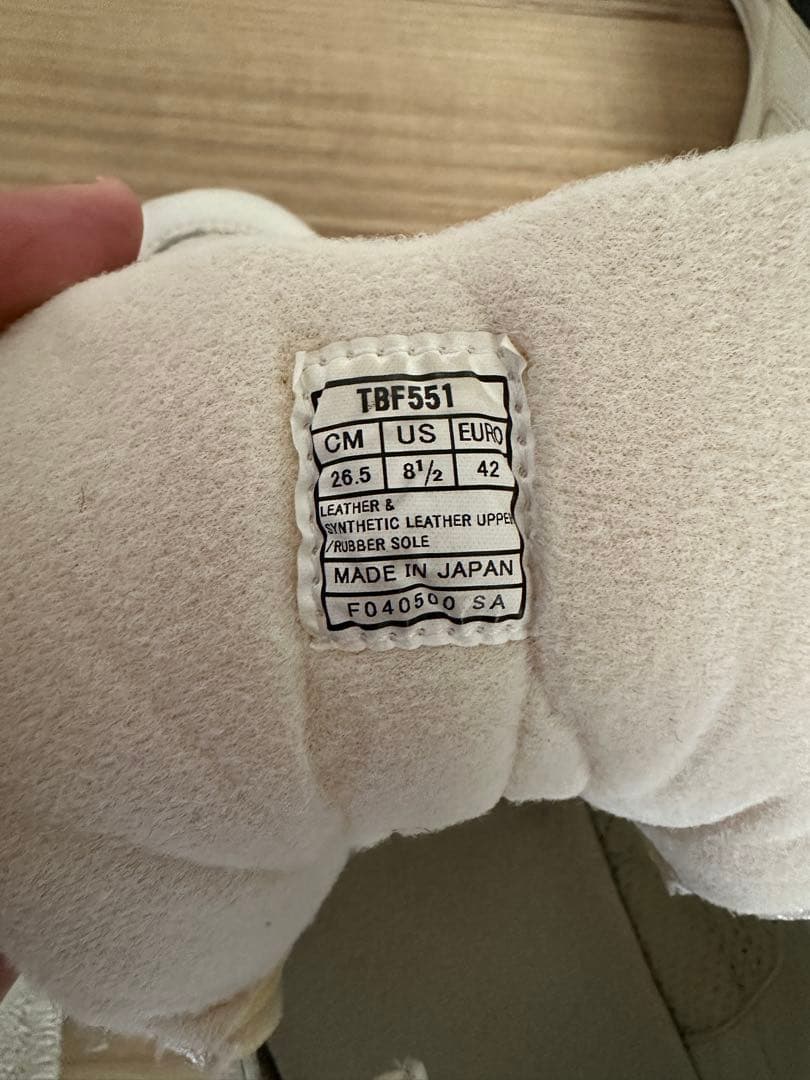 TBF551
CM US EURO
26.5 8½ 42
LEATHER &
SYNTHETIC LEATHER UPPER
/RUBBER SOLE
MADE IN JAPAN
F040500 SA